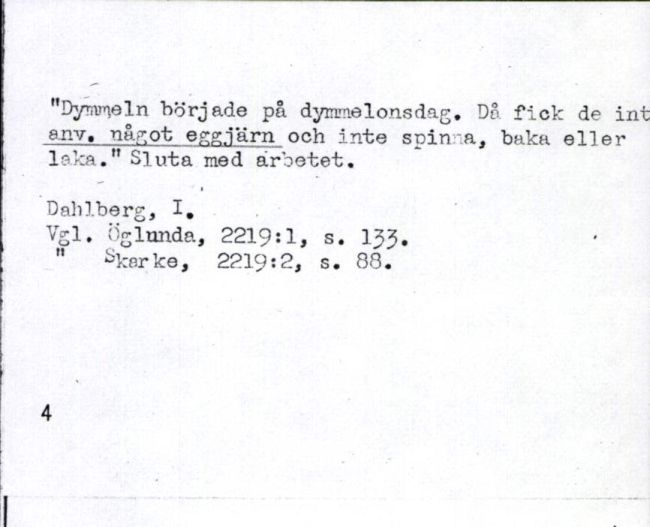 "Dymmeln började på dymmelonsdag. Då fick de int
anv. något eggjärn och inte spinna, baka eller
laka." Sluta med arbetet.
Dahlberg, I.
Vgl. Öglunda, 2219:1, s. 133.
" Skarke, 2219:2, s. 88.
4